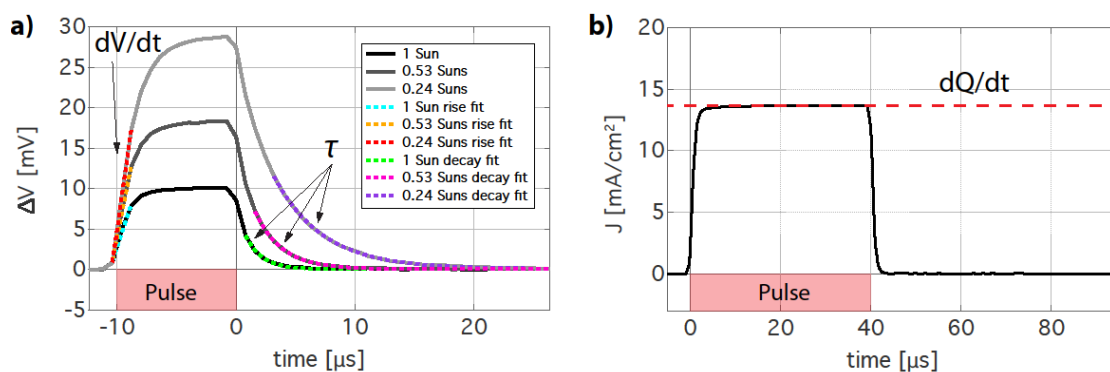 a)
dV/dt
30
25
20
15
10
5
0
-5
ΔV [mV]
1 Sun
0.53 Suns
0.24 Suns
1 Sun rise fit
0.53 Suns rise fit
0.24 Suns rise fit
1 Sun decay fit
0.53 Suns decay fit
0.24 Suns decay fit
τ
Pulse
-10 0 10 20
time [µs]
b)
20
15
10
5
0
J [mA/cm²]
dQ/dt
Pulse
0 20 40 60 80
time [µs]